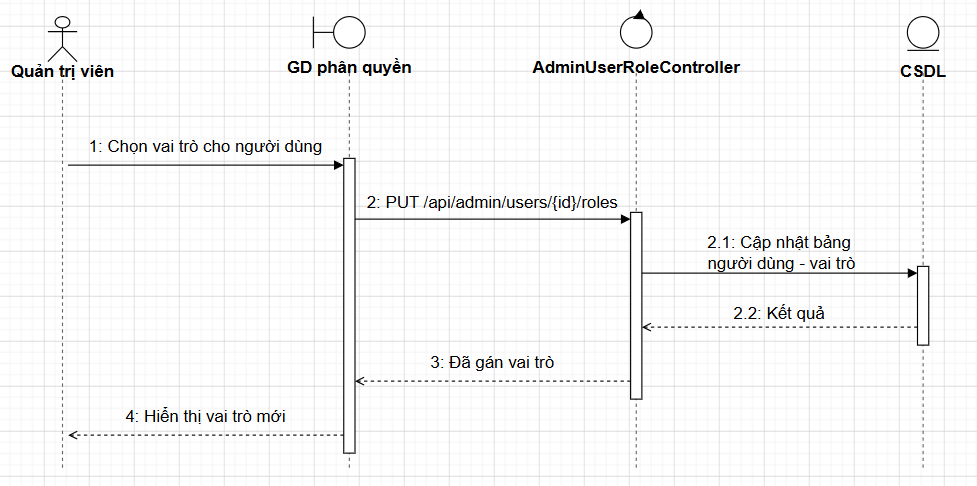 Quản trị viên
GD phân quyền
AdminUserRoleController
CSDL
1: Chọn vai trò cho người dùng
2: PUT /api/admin/users/{id}/roles
2.1: Cập nhật bảng
người dùng - vai trò
2.2: Kết quả
3: Đã gán vai trò
4: Hiển thị vai trò mới